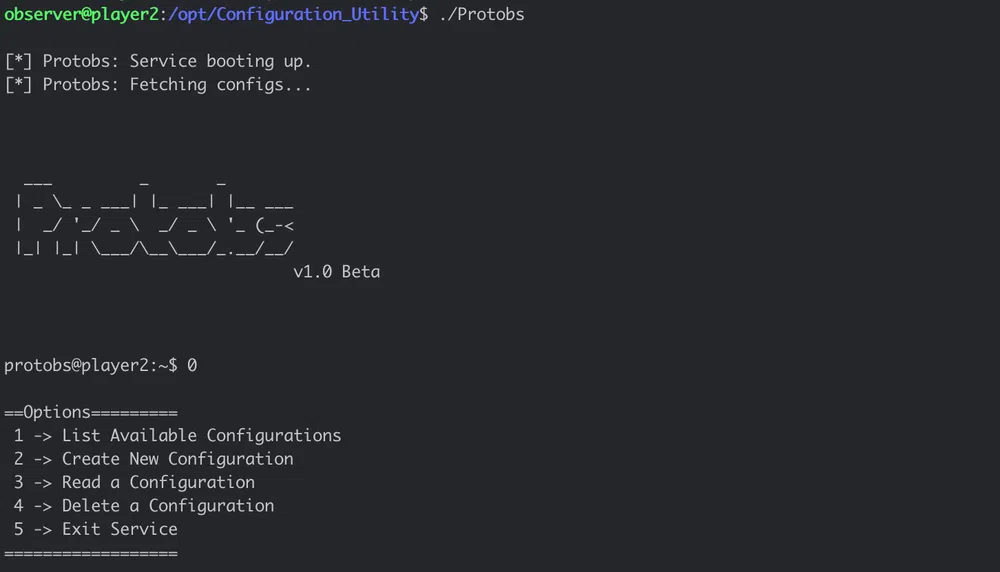 observer@player2:/opt/Configuration_Utility$ ./Protobs
[*] Protobs: Service booting up.
[*] Protobs: Fetching configs...
  ___         _       _
 | _ \_ _ ___| |_ ___| |__ ___
 |  _/ '_/ _ \  _/ _ \ '_ (_-<
 |_| |_| \___/\__\___/_.__/__/
                              v1.0 Beta
protobs@player2:~$ 0
==Options=========
 1 -> List Available Configurations
 2 -> Create New Configuration
 3 -> Read a Configuration
 4 -> Delete a Configuration
 5 -> Exit Service
==================